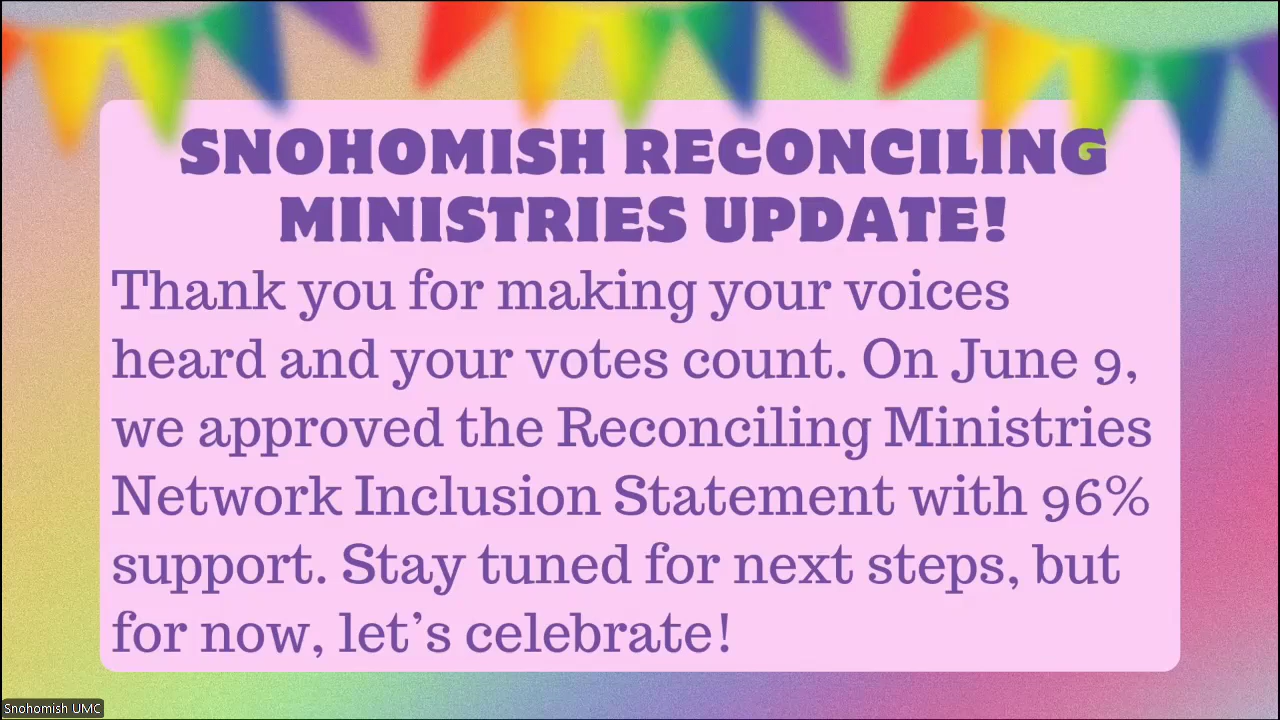 SNOHOMISH RECONCILING
MINISTRIES UPDATE!
Thank you for making your voices
heard and your votes count. On June 9,
we approved the Reconciling Ministries
Network Inclusion Statement with 96%
support. Stay tuned for next steps, but
for now, let’s celebrate!
Snohomish UMC